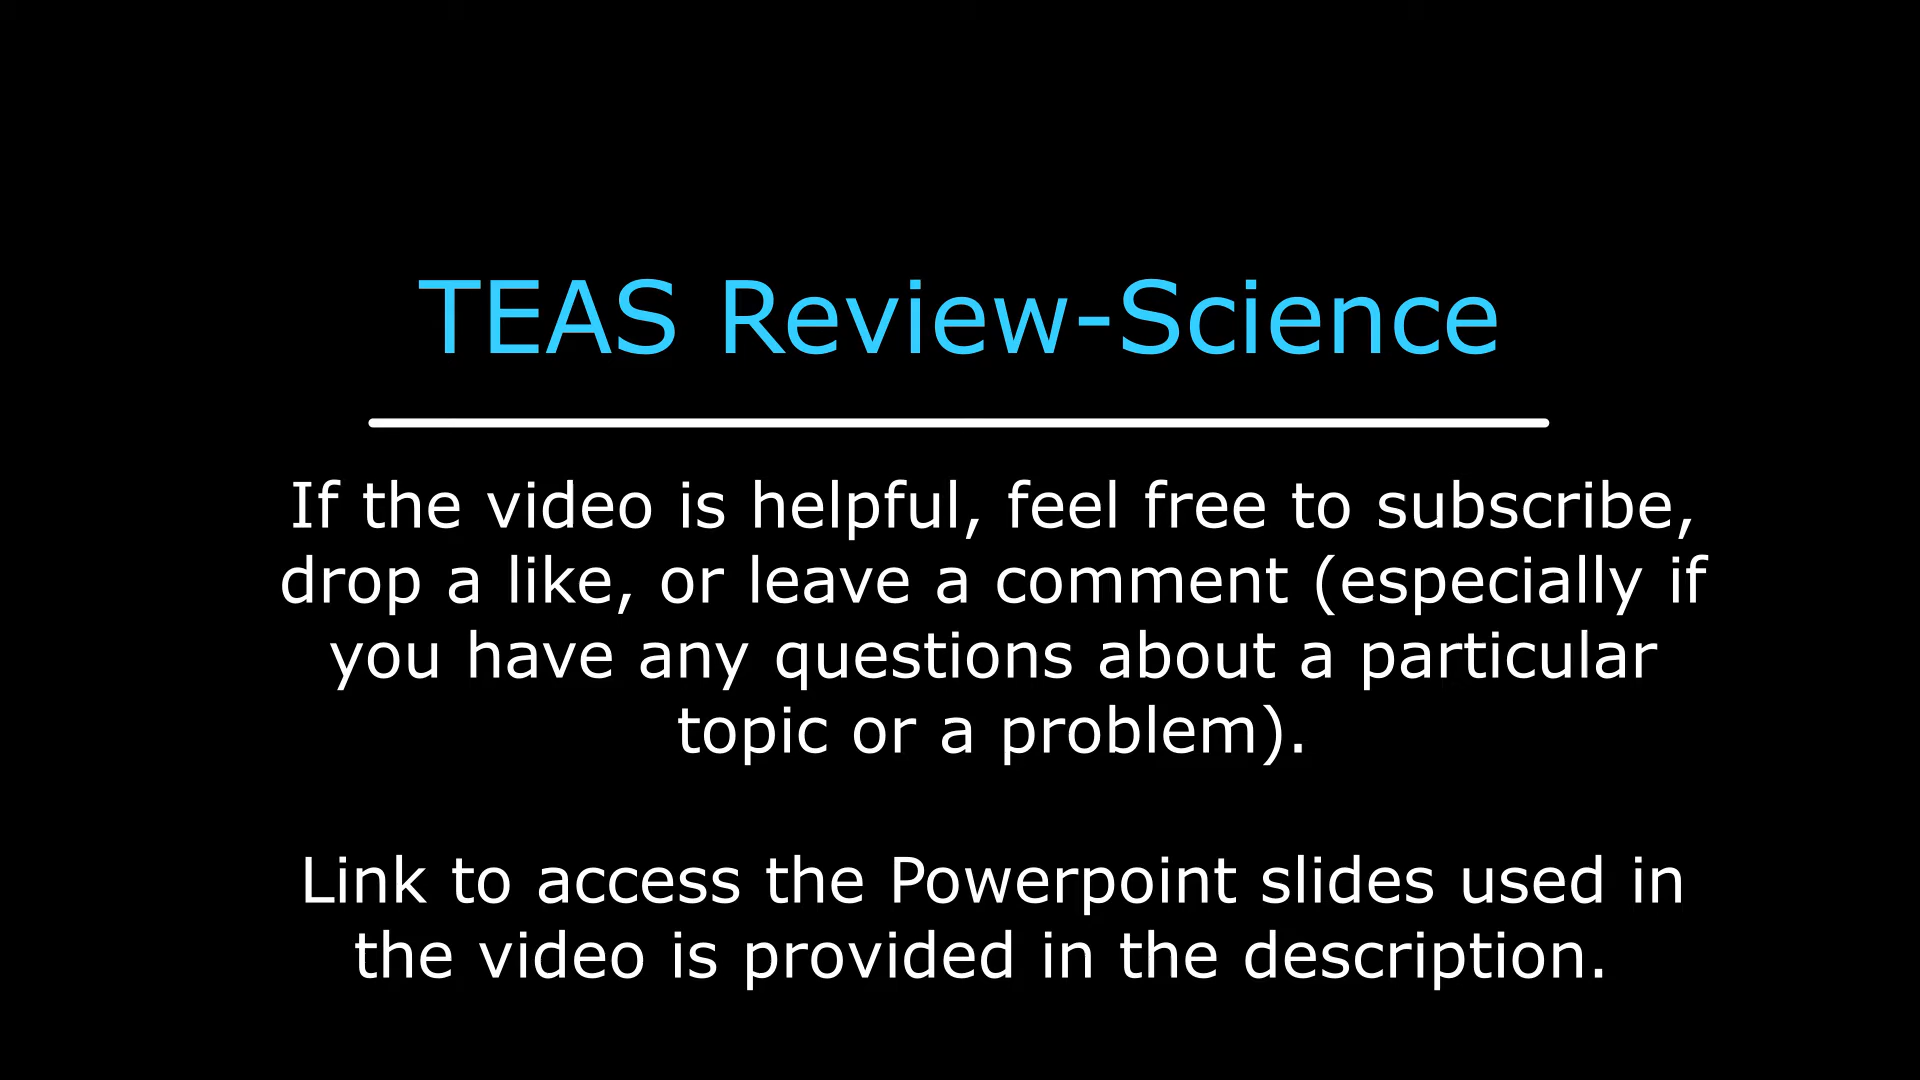 TEAS Review-Science
If the video is helpful, feel free to subscribe,
drop a like, or leave a comment (especially if
you have any questions about a particular
topic or a problem).
Link to access the Powerpoint slides used in
the video is provided in the description.